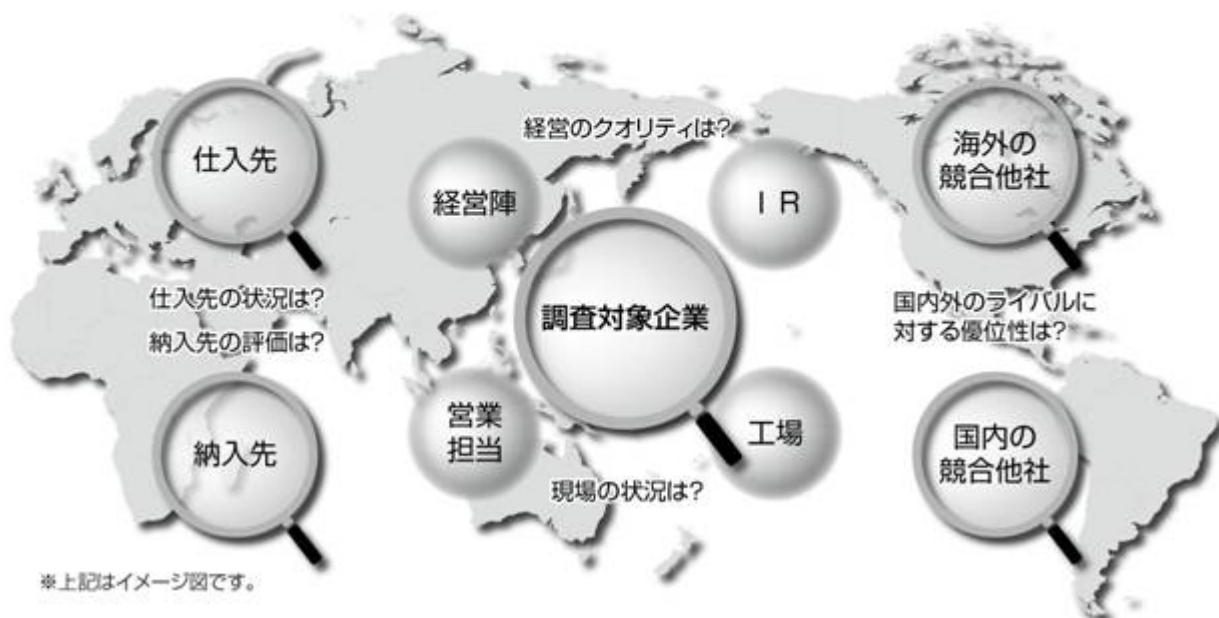 経営のクオリティは?
仕入先
経営陣
IR
海外の
競合他社
仕入先の状況は?
納入先の評価は?
調査対象企業
国内外のライバルに
対する優位性は?
納入先
営業
担当
工場
国内の
競合他社
現場の状況は?
※上記はイメージ図です。